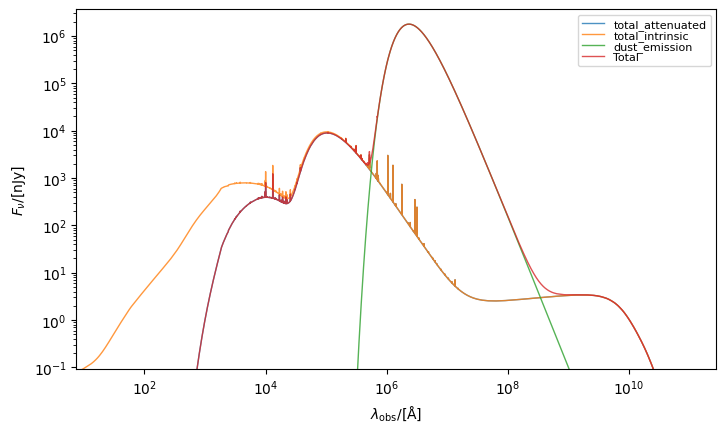 total_attenuated
total_intrinsic
dust_emission
Total
10⁶
10⁵
10⁴
10³
10²
10¹
10⁰
10⁻¹
F_ν/[nJy]
10² 10⁴ 10⁶ 10⁸ 10¹⁰
λ_obs/[Å]